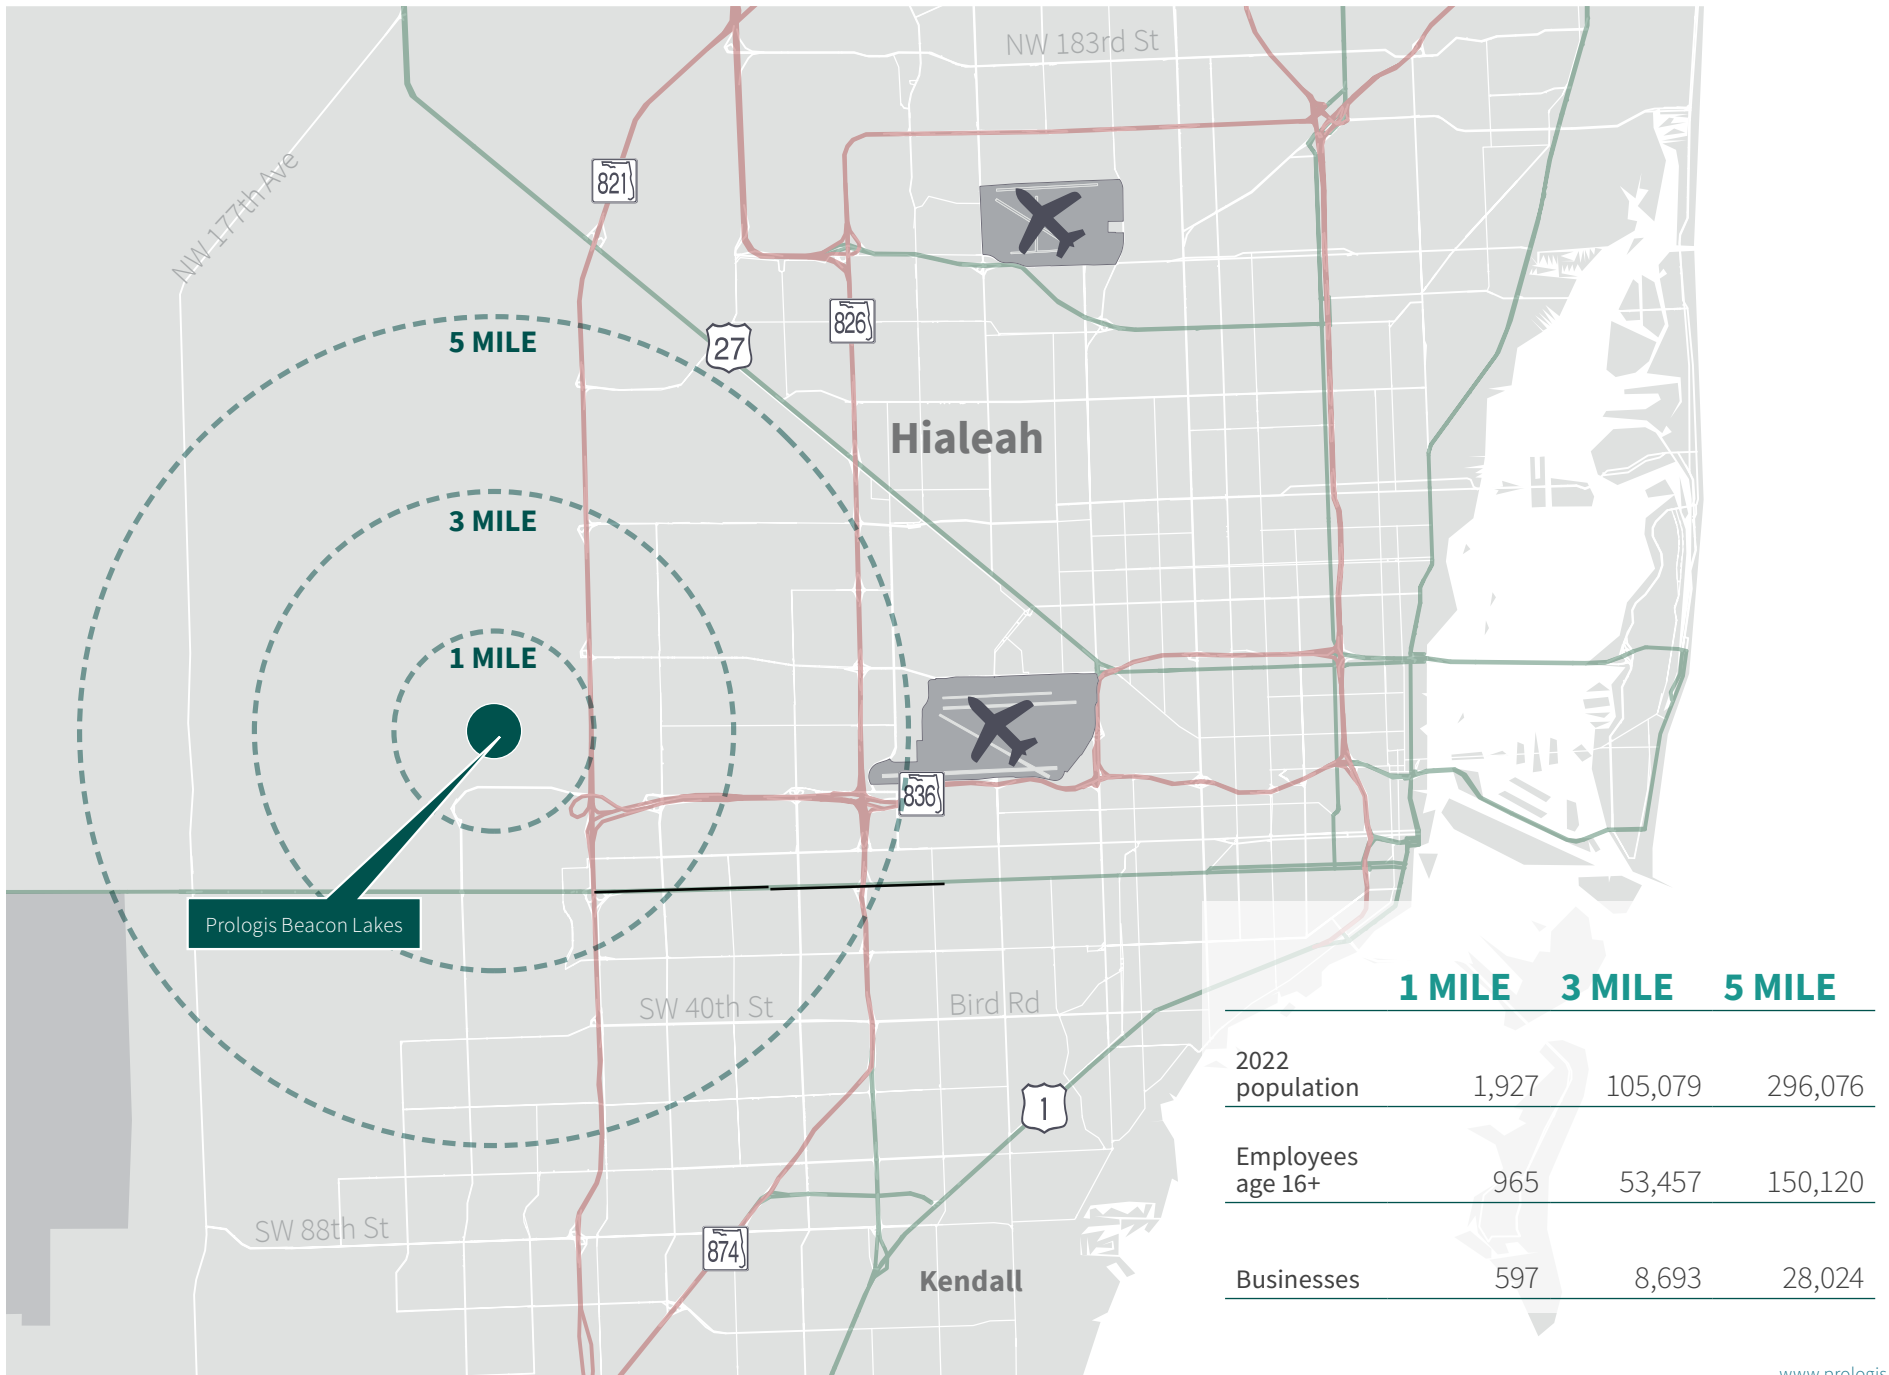 NW 183rd St
NW 177th Ave
821
5 MILE
826
27
Hialeah
3 MILE
1 MILE
836
Prologis Beacon Lakes
SW 40th St
Bird Rd
1
SW 88th St
874
Kendall
1 MILE 3 MILE 5 MILE
2022
population 1,927 105,079 296,076
Employees
age 16+ 965 53,457 150,120
Businesses 597 8,693 28,024
www.prologis